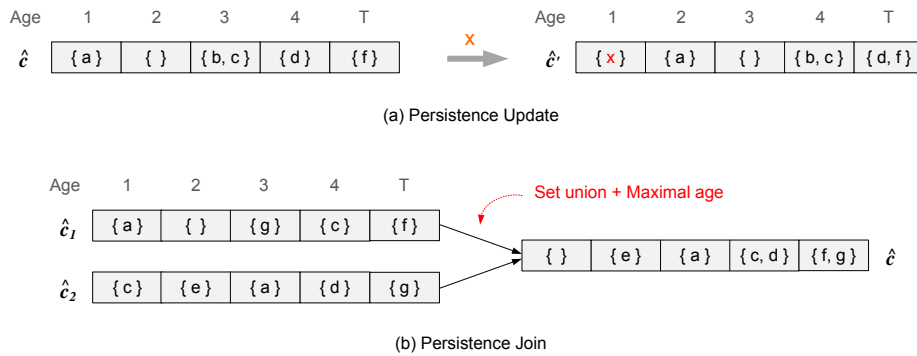 Age 1 2 3 4 T Age 1 2 3 4 T
ĉ { a } { } { b, c } { d } { f } x ĉ' { x } { a } { } { b, c } { d, f }
(a) Persistence Update
Age 1 2 3 4 T
Set union + Maximal age
ĉ1 { a } { } { g } { c } { f }
{ } { e } { a } { c, d } { f, g } ĉ
ĉ2 { c } { e } { a } { d } { g }
(b) Persistence Join